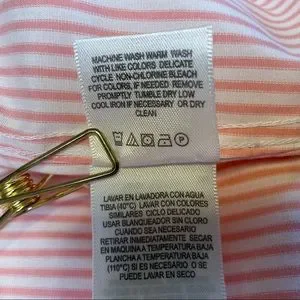 MACHINE WASH WARM WASH
WITH LIKE COLORS DELICATE
CYCLE NON-CHLORINE BLEACH
FOR COLORS, IF NEEDED REMOVE
PROMPTLY TUMBLE DRY LOW
COOL IRON IF NECESSARY OR DRY
CLEAN
P
LAVAR EN LAVADORA CON AGUA
TIBIA (40°C) LAVAR CON COLORES
SIMILARES CICLO DELICADO
USAR BLANQUEADOR SIN CLORO
CUANDO SEA NECESARIO
RETIRAR INMEDIATAMENTE SECAR
EN MAQUINA A TEMPERATURA BAJA
PLANCHA A TEMPERATURA BAJA
(110°C) SI ES NECESARIO O SE
PUEDE LAVAR EN SECO